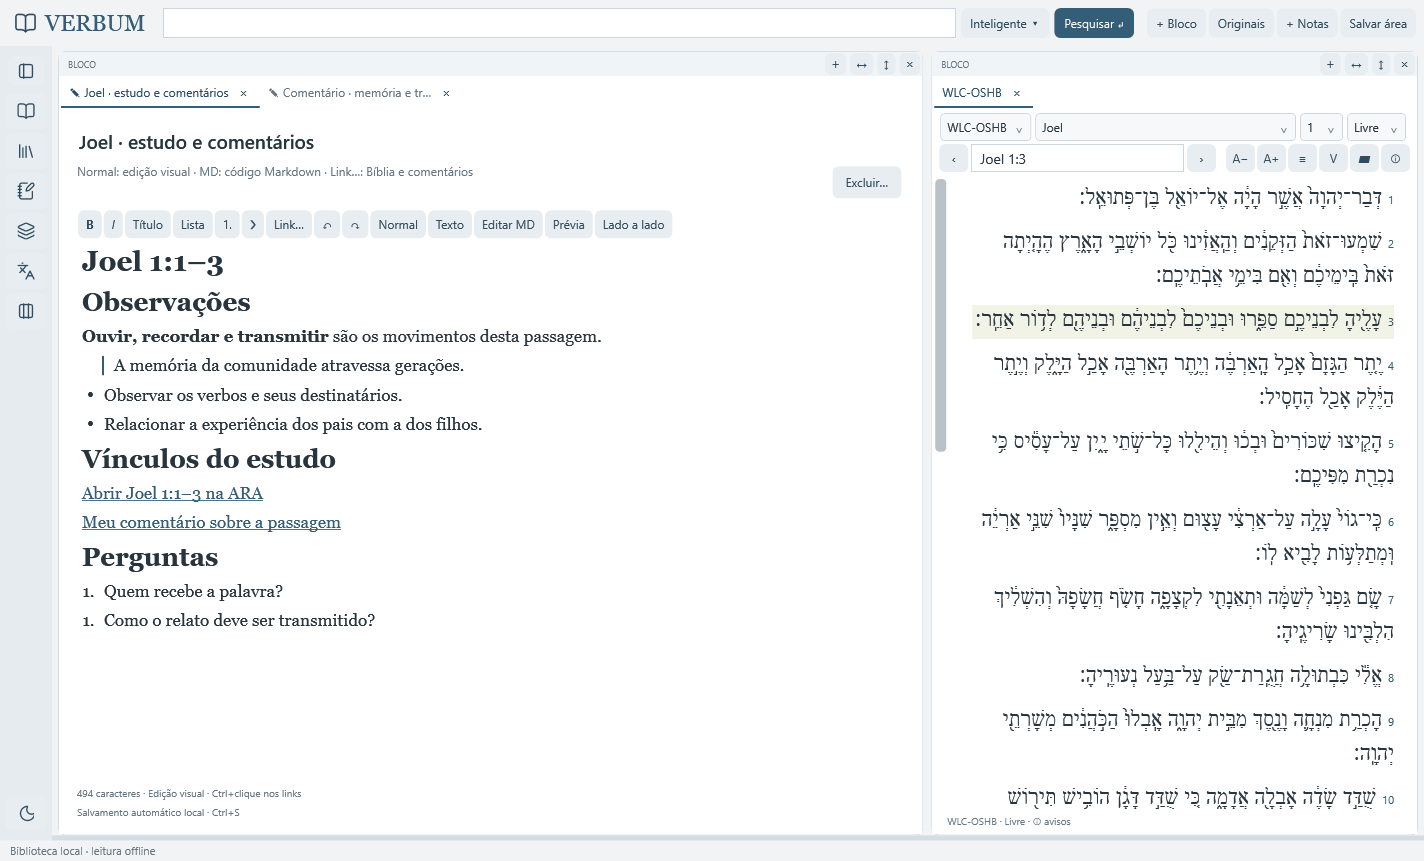 VERBUM
Inteligente
Pesquisar
+ Bloco
Originais
+ Notas
Salvar área
BLOCO
Joel · estudo e comentários ×
Comentário · memória e tr... ×
Joel · estudo e comentários
Normal: edição visual · MD: código Markdown · Link...: Bíblia e comentários
Excluir...
B I Título Lista 1. Link... Normal Texto Editar MD Prévia Lado a lado
Joel 1:1–3
Observações
Ouvir, recordar e transmitir são os movimentos desta passagem.
A memória da comunidade atravessa gerações.
• Observar os verbos e seus destinatários.
• Relacionar a experiência dos pais com a dos filhos.
Vínculos do estudo
Abrir Joel 1:1–3 na ARA
Meu comentário sobre a passagem
Perguntas
1. Quem recebe a palavra?
1. Como o relato deve ser transmitido?
494 caracteres · Edição visual · Ctrl+clique nos links
Salvamento automático local · Ctrl+S
BLOCO
WLC-OSHB ×
WLC-OSHB Joel 1 Livre
‹ Joel 1:3 › A− A+ ≡ V
1 דְּבַר־יְהוָה֙ אֲשֶׁ֣ר הָיָ֔ה אֶל־יוֹאֵ֖ל בֶּן־פְּתוּאֵֽל׃
2 שִׁמְעוּ־זֹאת֙ הַזְּקֵנִ֔ים וְהַֽאֲזִ֔ינוּ כֹּ֖ל יוֹשְׁבֵ֣י הָאָ֑רֶץ הֶהָ֤יְתָה
זֹּאת֙ בִּֽימֵיכֶ֔ם וְאִ֖ם בִּימֵ֥י אֲבֹֽתֵיכֶֽם׃
3 עָלֶ֖יהָ לִבְנֵיכֶ֣ם סַפֵּ֑רוּ וּבְנֵיכֶם֙ לִבְנֵיהֶ֔ם וּבְנֵיהֶ֖ם לְד֥וֹר אַחֵֽר׃
4 יֶ֤תֶר הַגָּזָם֙ אָכַ֣ל הָֽאַרְבֶּ֔ה וְיֶ֥תֶר הָאַרְבֶּ֖ה אָכַ֣ל הַיָּ֑לֶק וְיֶ֣תֶר
הַיֶּ֔לֶק אָכַ֖ל הֶחָסִֽיל׃
5 הָקִ֤יצוּ שִׁכּוֹרִים֙ וּבְכ֔וּ וְהֵילִ֖לוּ כָּל־שֹׁ֣תֵי יָ֑יִן עַל־עָסִ֕יס כִּ֥י
נִכְרַ֖ת מִפִּיכֶֽם׃
6 כִּֽי־גוֹי֙ עָלָ֣ה עַל־אַרְצִ֔י עָצ֖וּם וְאֵ֣ין מִסְפָּ֑ר שִׁנָּיו֙ שִׁנֵּ֣י אַרְיֵ֔ה
וּֽמְתַלְּע֥וֹת לָבִ֖יא לֽוֹ׃
7 שָׂ֤ם גַּפְנִי֙ לְשַׁמָּ֔ה וּתְאֵנָתִ֖י לִקְצָפָ֑ה חָשֹׂ֤ף חֲשָׂפָהּ֙ וְהִשְׁלִ֔יךְ
הִלְבִּ֖ינוּ שָׂרִיגֶֽיהָ׃
8 אֱלִ֕י כִּבְתוּלָ֥ה חֲגֻֽרַת־שַׂ֖ק עַל־בַּ֥עַל נְעוּרֶֽיהָ׃
9 הָכְרַ֥ת מִנְחָ֛ה וָנֶ֖סֶךְ מִבֵּ֣ית יְהוָ֑ה אָֽבְלוּ֙ הַכֹּ֣הֲנִ֔ים מְשָׁרְתֵ֖י
יְהוָֽה׃
10 שֻׁדַּ֣ד שָׂדֶ֔ה אָבְלָ֖ה אֲדָמָ֑ה כִּ֚י שֻׁדַּ֣ד דָּגָ֔ן הוֹבִ֥ישׁ תִּיר֖וֹשׁ
WLC-OSHB · Livre · ⓘ avisos
Biblioteca local · leitura offline